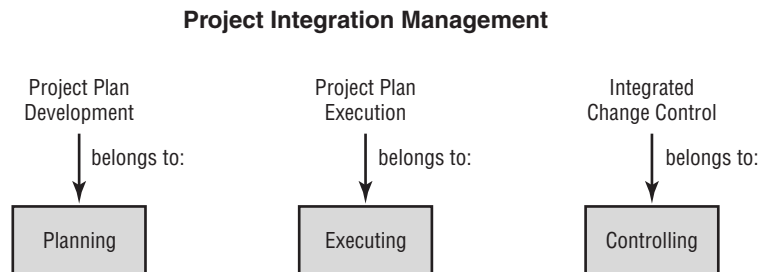 Project Integration Management
Project Plan
Development
belongs to:
Planning
Project Plan
Execution
belongs to:
Executing
Integrated
Change Control
belongs to:
Controlling